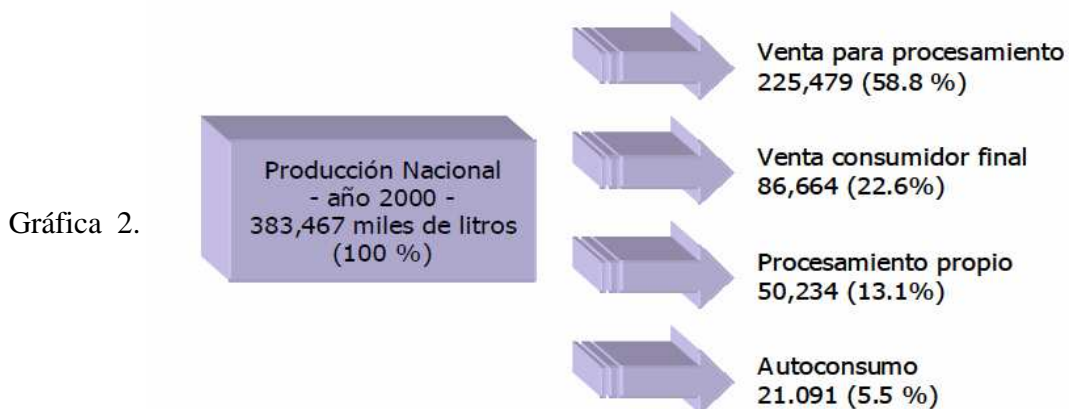 Gráfica 2.
Producción Nacional
- año 2000 -
383,467 miles de litros
(100 %)
Venta para procesamiento
225,479 (58.8 %)
Venta consumidor final
86,664 (22.6%)
Procesamiento propio
50,234 (13.1%)
Autoconsumo
21.091 (5.5 %)